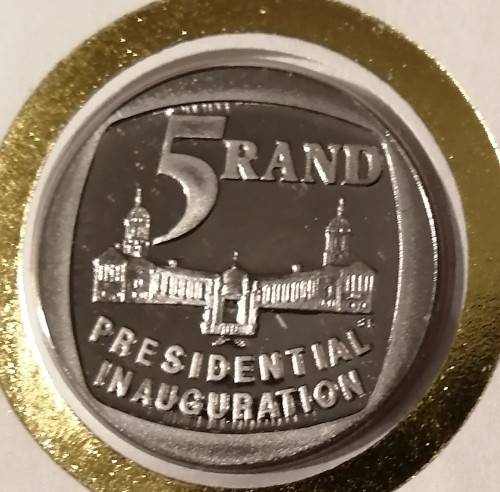 5 RAND
PRESIDENTIAL
INAUGURATION